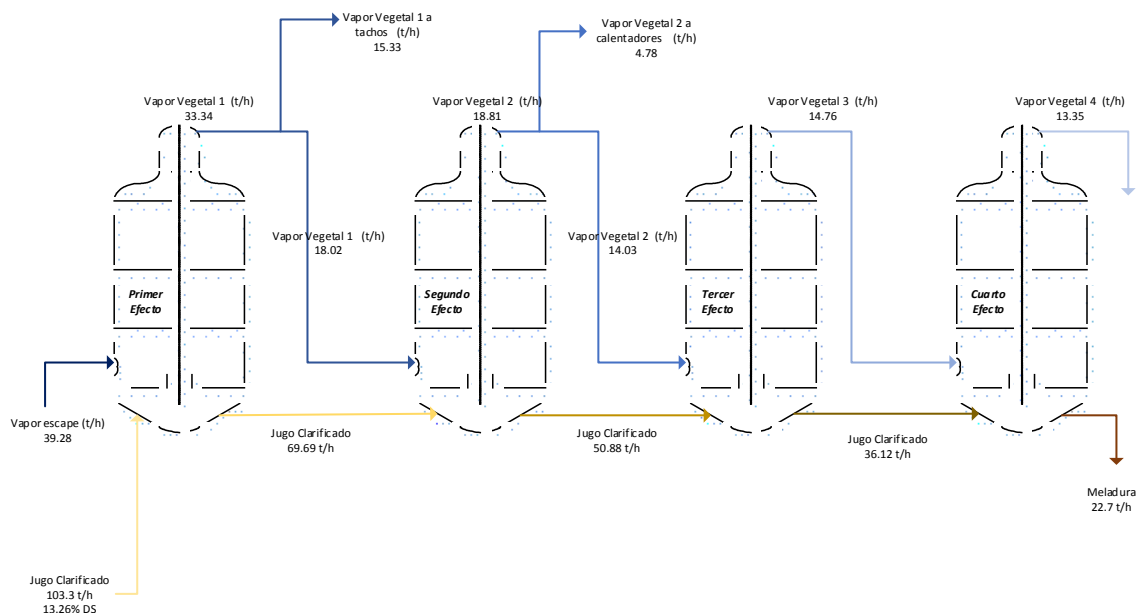 Vapor Vegetal 1 a
tachos (t/h)
15.33
Vapor Vegetal 2 a
calentadores (t/h)
4.78
Vapor Vegetal 1 (t/h)
33.34
Vapor Vegetal 2 (t/h)
18.81
Vapor Vegetal 3 (t/h)
14.76
Vapor Vegetal 4 (t/h)
13.35
Vapor Vegetal 1 (t/h)
18.02
Vapor Vegetal 2 (t/h)
14.03
Primer
Efecto
Segundo
Efecto
Tercer
Efecto
Cuarto
Efecto
Vapor escape (t/h)
39.28
Jugo Clarificado
69.69 t/h
Jugo Clarificado
50.88 t/h
Jugo Clarificado
36.12 t/h
Meladura
22.7 t/h
Jugo Clarificado
103.3 t/h
13.26% DS